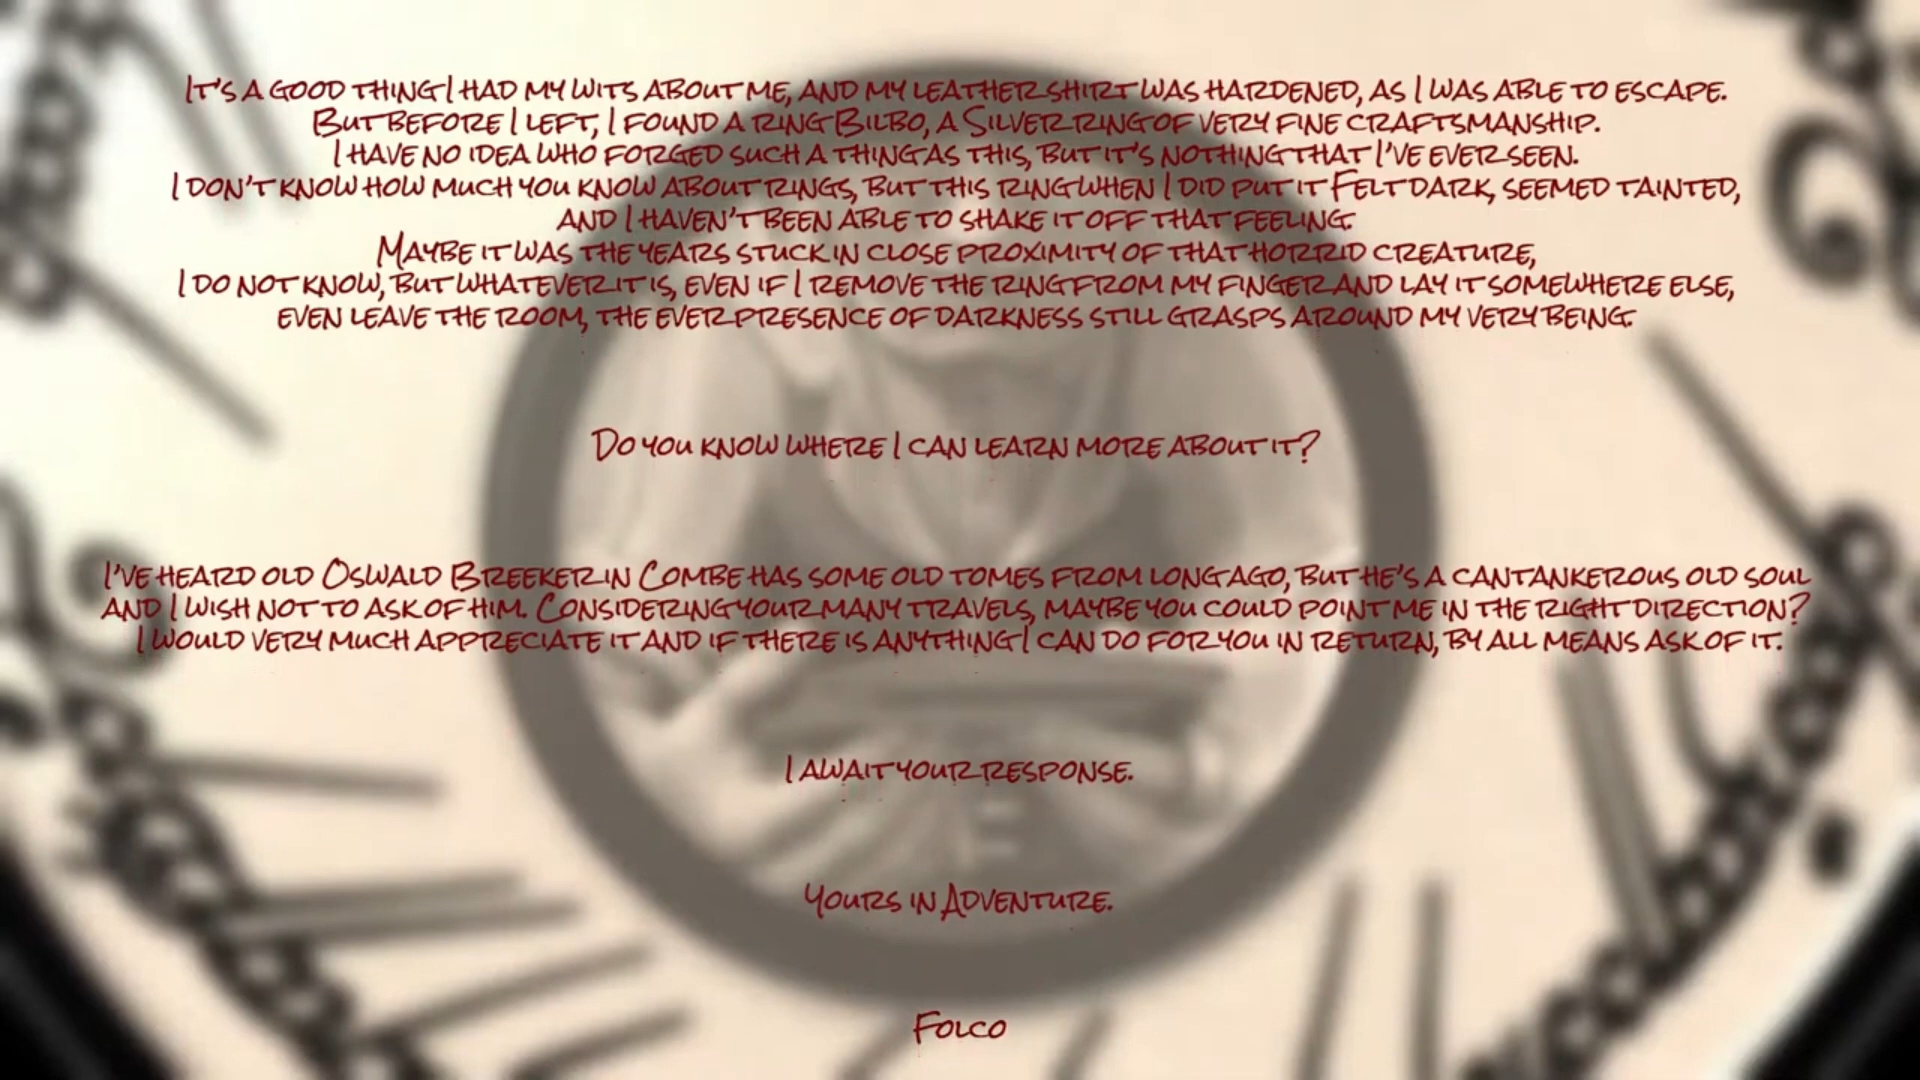 It's a good thing I had my wits about me, and my leather shirt was hardened, as I was able to escape.
But before I left, I found a ring Bilbo, a Silver ring of very fine craftsmanship.
I have no idea who forged such a thing as this, but it's nothing that I've ever seen.
I don't know how much you know about rings, but this ring when I did put it Felt dark, seemed tainted,
and I haven't been able to shake it off that feeling.
Maybe it was the years stuck in close proximity of that horrid creature,
I do not know, but whatever it is, even if I remove the ring from my finger and lay it somewhere else,
even leave the room, the ever presence of darkness still grasps around my very being.
Do you know where I can learn more about it?
I've heard old Oswald Breeker in Combe has some old tomes from long ago, but he's a cantankerous old soul
and I wish not to ask of him. Considering your many travels, maybe you could point me in the right direction?
I would very much appreciate it and if there is anything I can do for you in return, by all means ask of it.
I await your response.
Yours in Adventure.
Folco